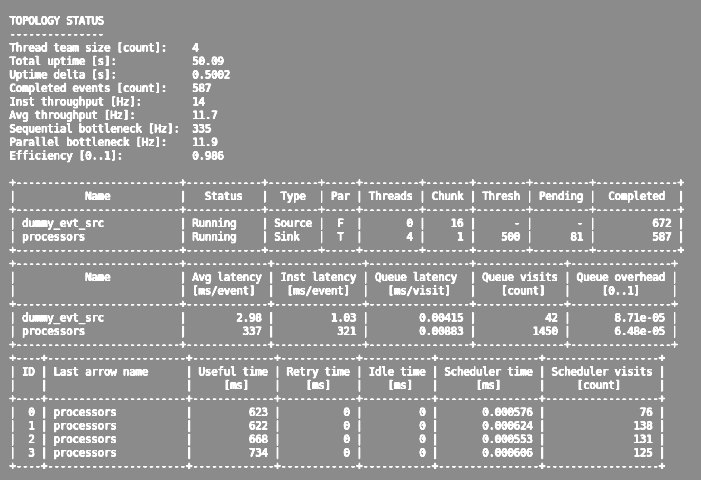 TOPOLOGY STATUS
---------------
Thread team size [count]:    4
Total uptime [s]:            50.09
Uptime delta [s]:            0.5002
Completed events [count]:    587
Inst throughput [Hz]:        14
Avg throughput [Hz]:         11.7
Sequential bottleneck [Hz]:  335
Parallel bottleneck [Hz]:    11.9
Efficiency [0..1]:           0.986
+--------------------------+------------+--------+-----+---------+-------+--------+---------+-------------+
|           Name           |   Status   |  Type  | Par | Threads | Chunk | Thresh | Pending |  Completed  |
+--------------------------+------------+--------+-----+---------+-------+--------+---------+-------------+
| dummy_evt_src            | Running    | Source |  F  |       0 |    16 |      - |       - |         672 |
| processors               | Running    | Sink   |  T  |       4 |     1 |    500 |      81 |         587 |
+--------------------------+------------+--------+-----+---------+-------+--------+---------+-------------+
+--------------------------+-------------+--------------+----------------+--------------+----------------+
|           Name           | Avg latency | Inst latency | Queue latency  | Queue visits | Queue overhead |
|                          | [ms/event]  |  [ms/event]  |   [ms/visit]   |   [count]    |     [0..1]     |
+--------------------------+-------------+--------------+----------------+--------------+----------------+
| dummy_evt_src            |        2.98 |         1.03 |        0.00415 |           42 |       8.71e-05 |
| processors               |         337 |          321 |        0.00883 |         1450 |       6.48e-05 |
+--------------------------+-------------+--------------+----------------+--------------+----------------+
+----+----------------------+-------------+------------+-----------+----------------+------------------+
| ID | Last arrow name      | Useful time | Retry time | Idle time | Scheduler time | Scheduler visits |
|    |                      |     [ms]    |    [ms]    |    [ms]   |      [ms]      |     [count]      |
+----+----------------------+-------------+------------+-----------+----------------+------------------+
|  0 | processors           |         623 |          0 |         0 |       0.000576 |               76 |
|  1 | processors           |         622 |          0 |         0 |       0.000624 |              138 |
|  2 | processors           |         668 |          0 |         0 |       0.000553 |              131 |
|  3 | processors           |         734 |          0 |         0 |       0.000606 |              125 |
+----+----------------------+-------------+------------+-----------+----------------+------------------+